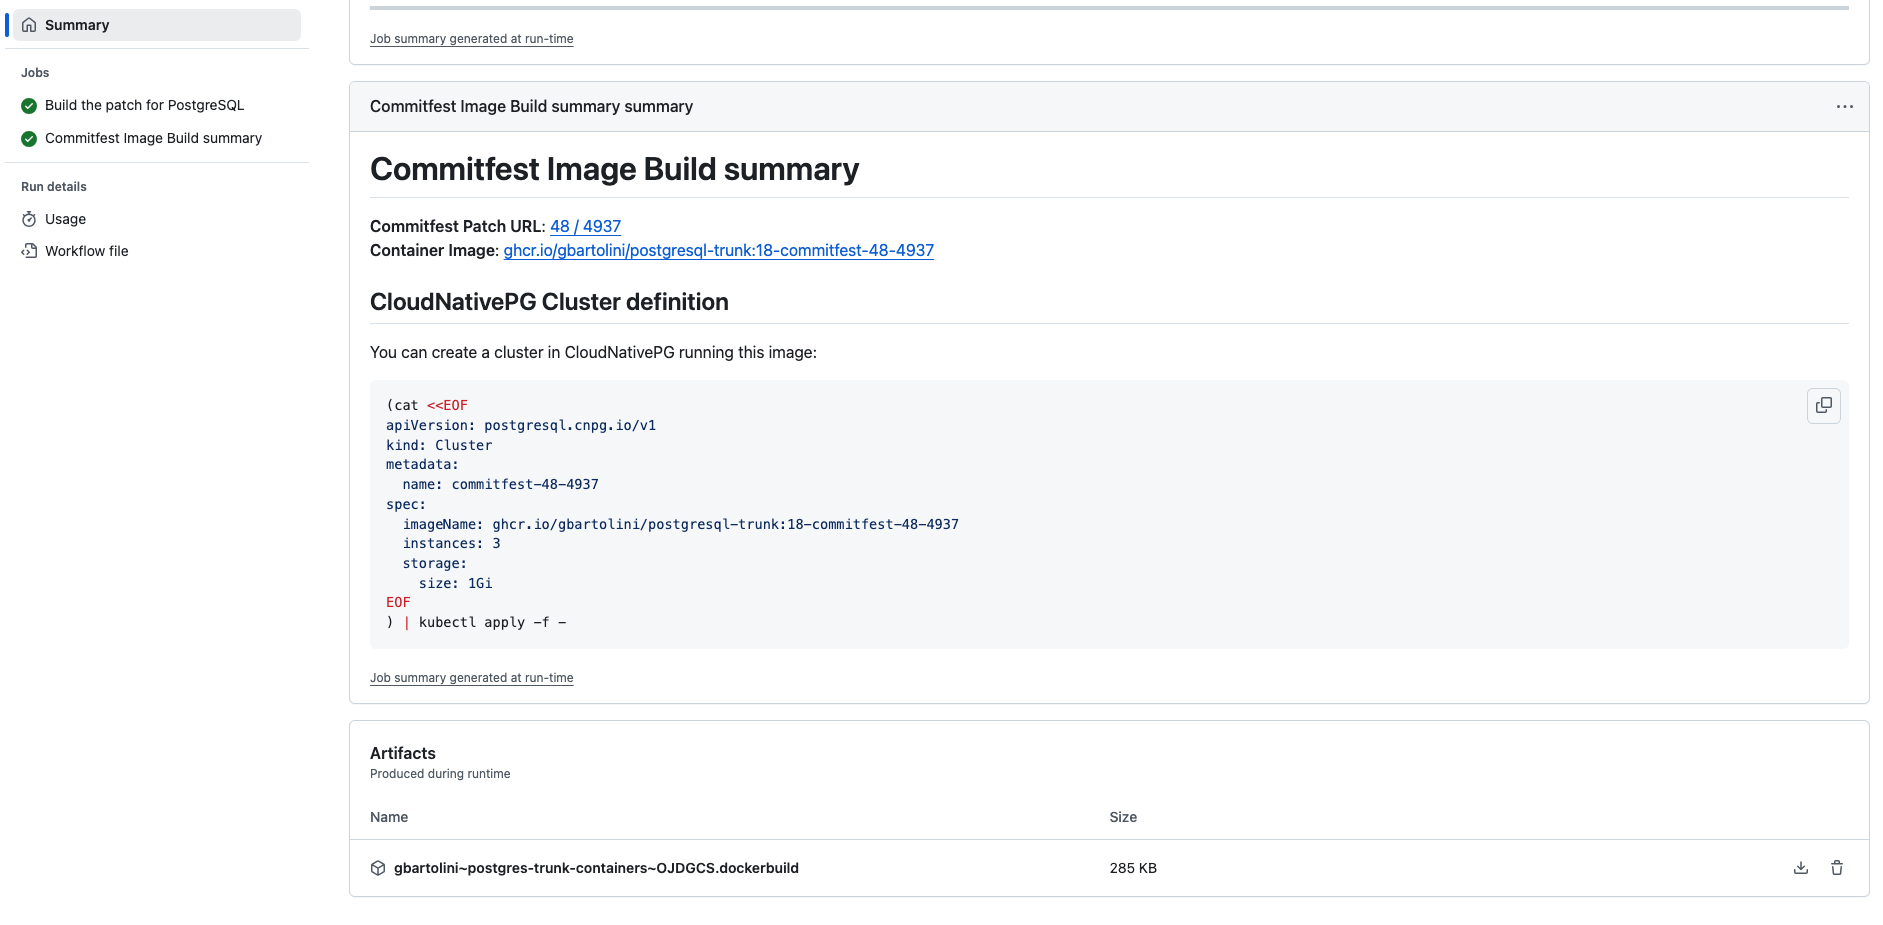 Summary
Jobs
Build the patch for PostgreSQL
Commitfest Image Build summary
Run details
Usage
Workflow file
Job summary generated at run-time
Commitfest Image Build summary summary
Commitfest Image Build summary
Commitfest Patch URL: 48 / 4937
Container Image: ghcr.io/gbartolini/postgresql-trunk:18-commitfest-48-4937
CloudNativePG Cluster definition
You can create a cluster in CloudNativePG running this image:
(cat <<EOF
apiVersion: postgresql.cnpg.io/v1
kind: Cluster
metadata:
  name: commitfest-48-4937
spec:
  imageName: ghcr.io/gbartolini/postgresql-trunk:18-commitfest-48-4937
  instances: 3
  storage:
    size: 1Gi
EOF
) | kubectl apply -f -
Job summary generated at run-time
Artifacts
Produced during runtime
Name Size
gbartolini~postgres-trunk-containers~OJDGCS.dockerbuild 285 KB